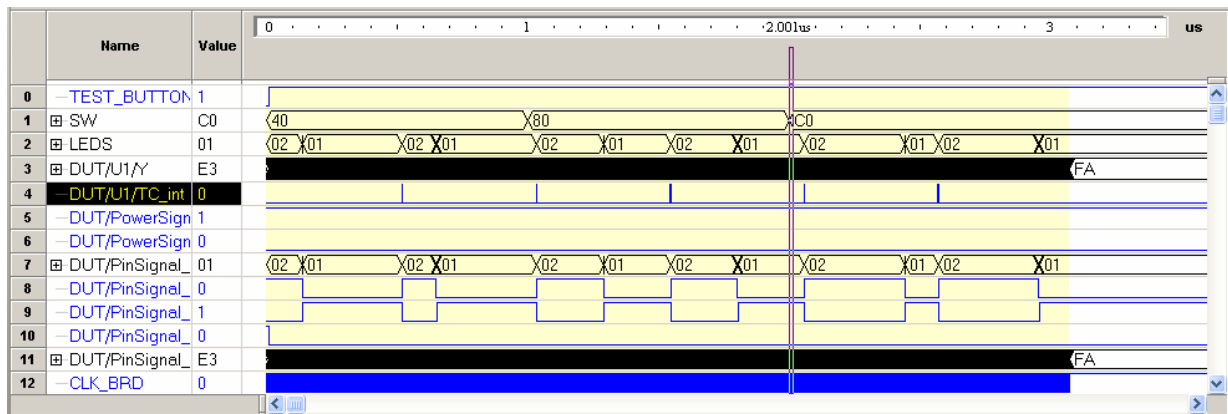 Name Value 0 1 2.001us 3 us
0 TEST_BUTTON 1
1 SW C0 40 80 C0
2 LEDS 01 02 01 02 01 02 01 02 01 02 01 02 01
3 DUT/U1/Y E3 FA
4 DUT/U1/TC_int 0
5 DUT/PowerSign 1
6 DUT/PowerSign 0
7 DUT/PinSignal_ 01 02 01 02 01 02 01 02 01 02 01 02 01
8 DUT/PinSignal_ 0
9 DUT/PinSignal_ 1
10 DUT/PinSignal_ 0
11 DUT/PinSignal_ E3 FA
12 CLK_BRD 0